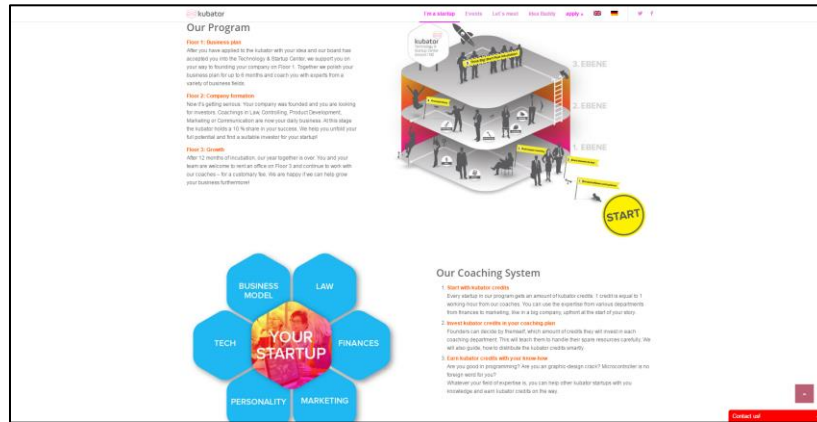 kubator
I'm a startup
Events
Let's meet
Idea Buddy
apply
Our Program
Floor 1: Business plan
After you have applied to the kubator with your idea and our board has
accepted you into the Technology & Startup Center, we support you on
your way to founding your company on Floor 1. Together we polish your
business plan for up to 6 months and coach you with experts from a
variety of business fields.
Floor 2: Company formation
Now it's getting serious. Your company was founded and you are looking
for investors. Coachings in Law, Controlling, Product Development,
Marketing or Communication are now your daily business. At this stage
the kubator holds a 10 % share in your success. We help you unfold your
full potential and find a suitable investor for your startup!
Floor 3: Growth
After 12 months of incubation, our year together is over. You and your
team are welcome to rent an office on Floor 3 and continue to work with
our coaches – for a customary fee. We are happy if we can help grow
your business furthermore!
kubator
Technology &
Startup Center
3. EBENE
2. EBENE
1. EBENE
START
BUSINESS
MODEL
LAW
TECH
YOUR
STARTUP
FINANCES
PERSONALITY
MARKETING
Our Coaching System
1. Start with kubator credits
Every startup in our program gets an amount of kubator credits. 1 credit is equal to 1
working hour from our coaches. You can use the expertise from various departments
from finances to marketing, like in a big company, upfront at the start of your story.
2. Invest kubator credits in your coaching plan
Founders can decide by themself, which amount of credits they will invest in each
coaching department. This will teach them to handle their spare resources carefully. We
will also guide, how to distribute the kubator credits smartly.
3. Earn kubator credits with your know-how
Are you good in programming? Are you an graphic design crack? Microcontroller is no
foreign word for you?
Whatever your field of expertise is, you can help other kubator startups with you
knowledge and earn kubator credits on the way.
Contact us!